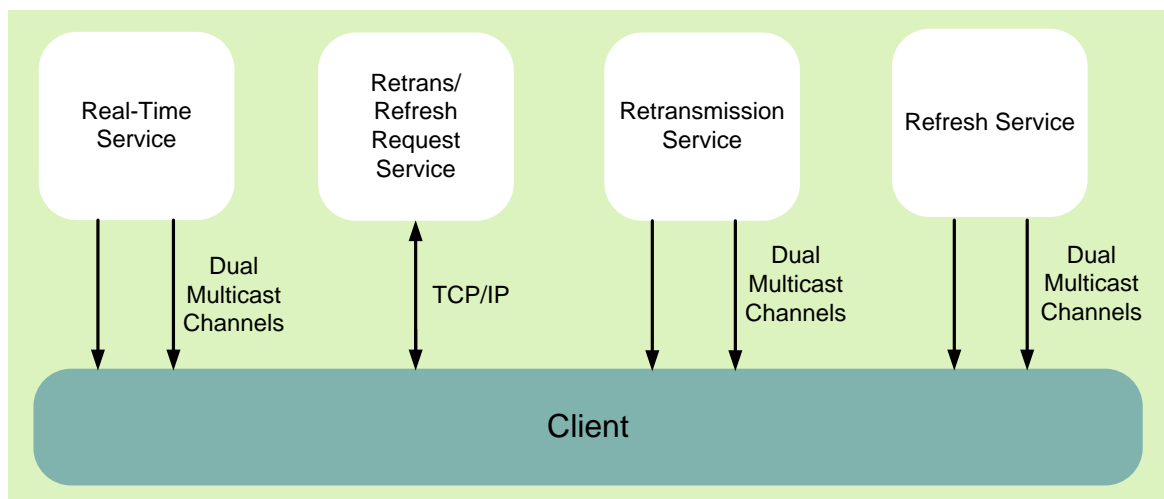 Real-Time
Service
Retrans/
Refresh
Request
Service
Retransmission
Service
Refresh Service
Dual
Multicast
Channels
TCP/IP
Dual
Multicast
Channels
Dual
Multicast
Channels
Client